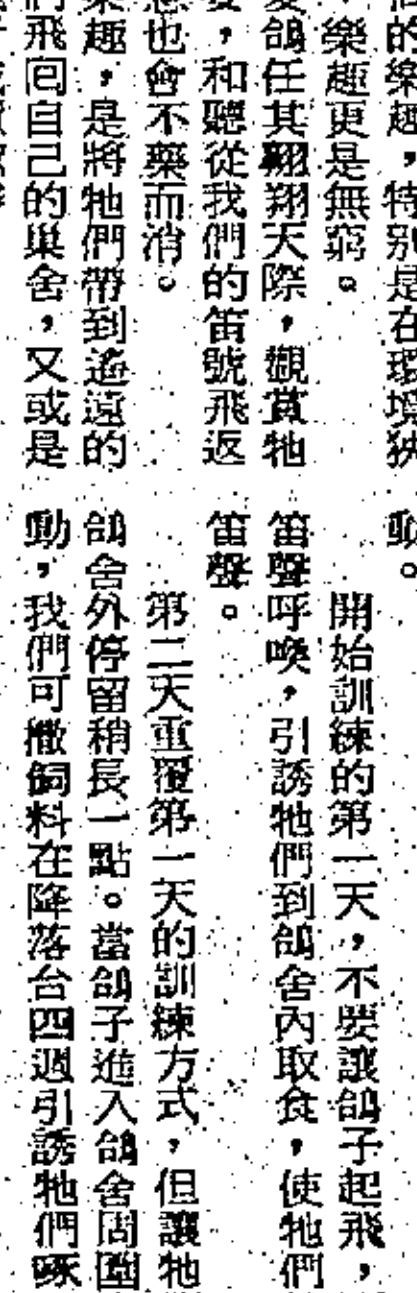 的樂趣，特別是在環境狹
樂趣更是無窮。
鴿任其翱翔天際，觀賞牠
，和聽從我們的笛號飛返
也會不藥而消。
樂趣，是將牠們帶到遙遠的
們飛回自己的巢舍，又或是
動。
開始訓練的第一天，不要讓鴿子起飛，
笛聲呼喚，引誘牠們到鴿舍內取食，使牠們
笛聲。
第二天重覆第一天的訓練方式，但讓牠
鴿舍外停留稍長一點。當鴿子進入鴿舍周圍
動，我們可撒飼料在降落台四週引誘牠們啄